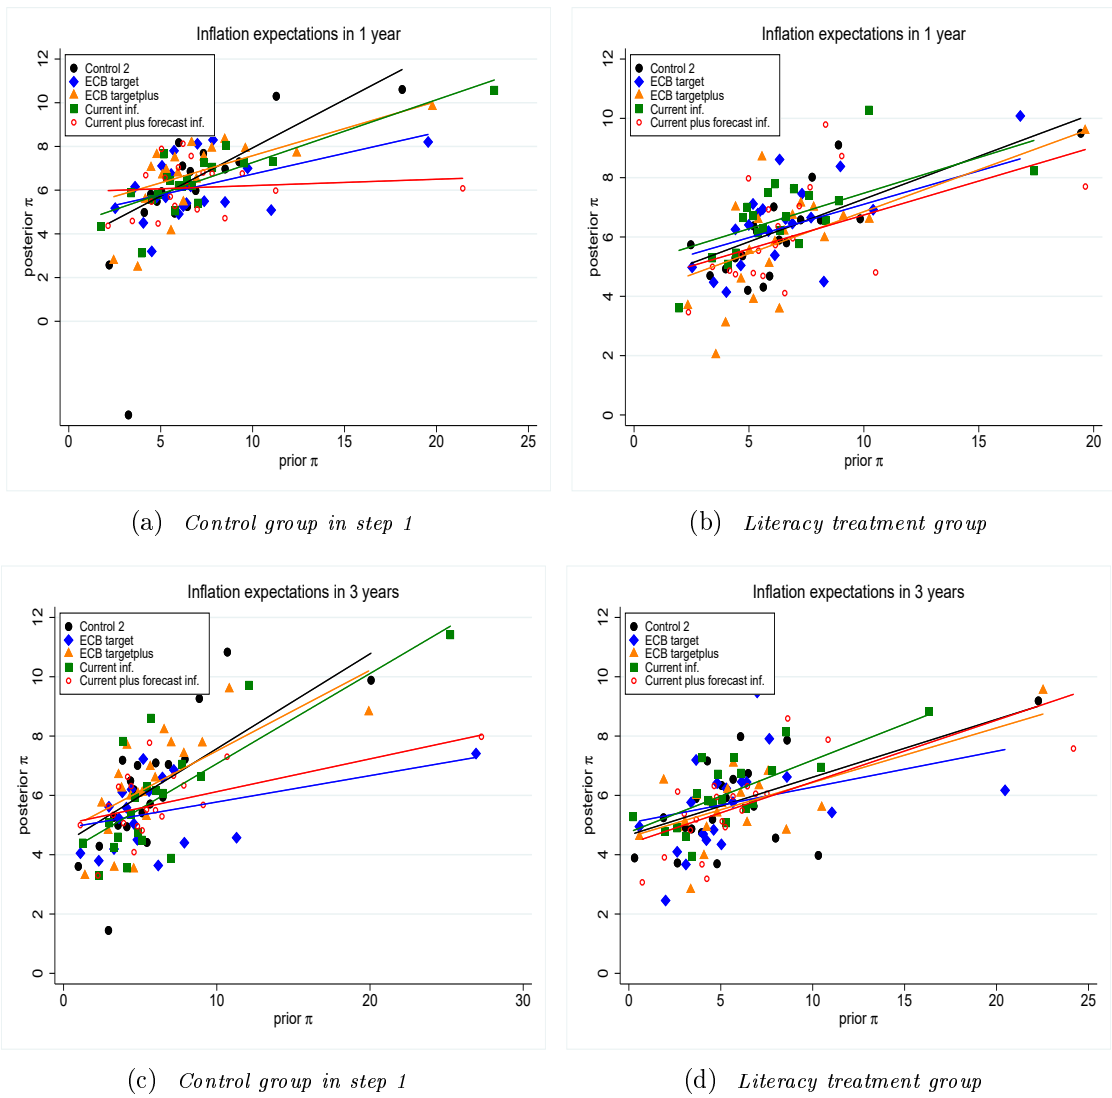 Inflation expectations in 1 year
12
10
8
6
4
2
0
posterior π
Control 2
ECB target
ECB targetplus
Current inf.
Current plus forecast inf.
0 5 10 15 20 25
prior π
(a) Control group in step 1
Inflation expectations in 1 year
12
10
8
6
4
2
0
posterior π
Control 2
ECB target
ECB targetplus
Current inf.
Current plus forecast inf.
0 5 10 15 20
prior π
(b) Literacy treatment group
Inflation expectations in 3 years
12
10
8
6
4
2
0
posterior π
Control 2
ECB target
ECB targetplus
Current inf.
Current plus forecast inf.
0 10 20 30
prior π
(c) Control group in step 1
Inflation expectations in 3 years
12
10
8
6
4
2
0
posterior π
Control 2
ECB target
ECB targetplus
Current inf.
Current plus forecast inf.
0 5 10 15 20 25
prior π
(d) Literacy treatment group